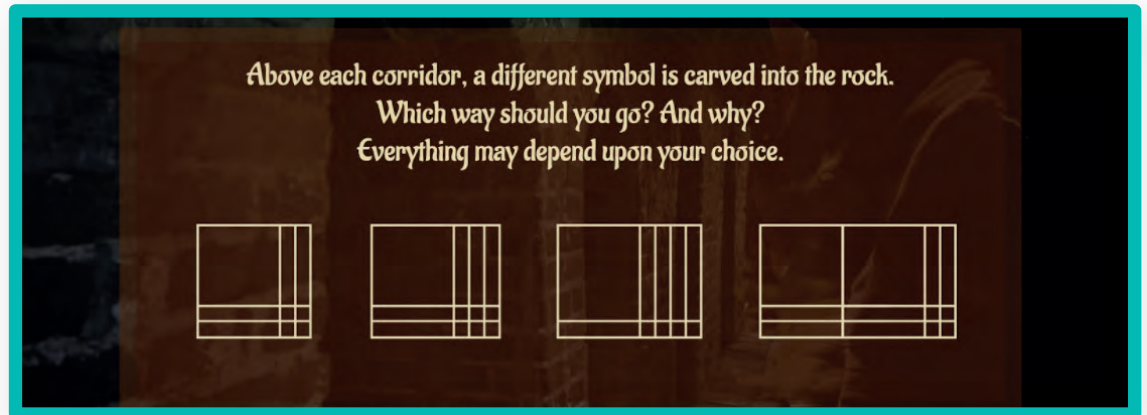 Above each corridor, a different symbol is carved into the rock.
Which way should you go? And why?
Everything may depend upon your choice.